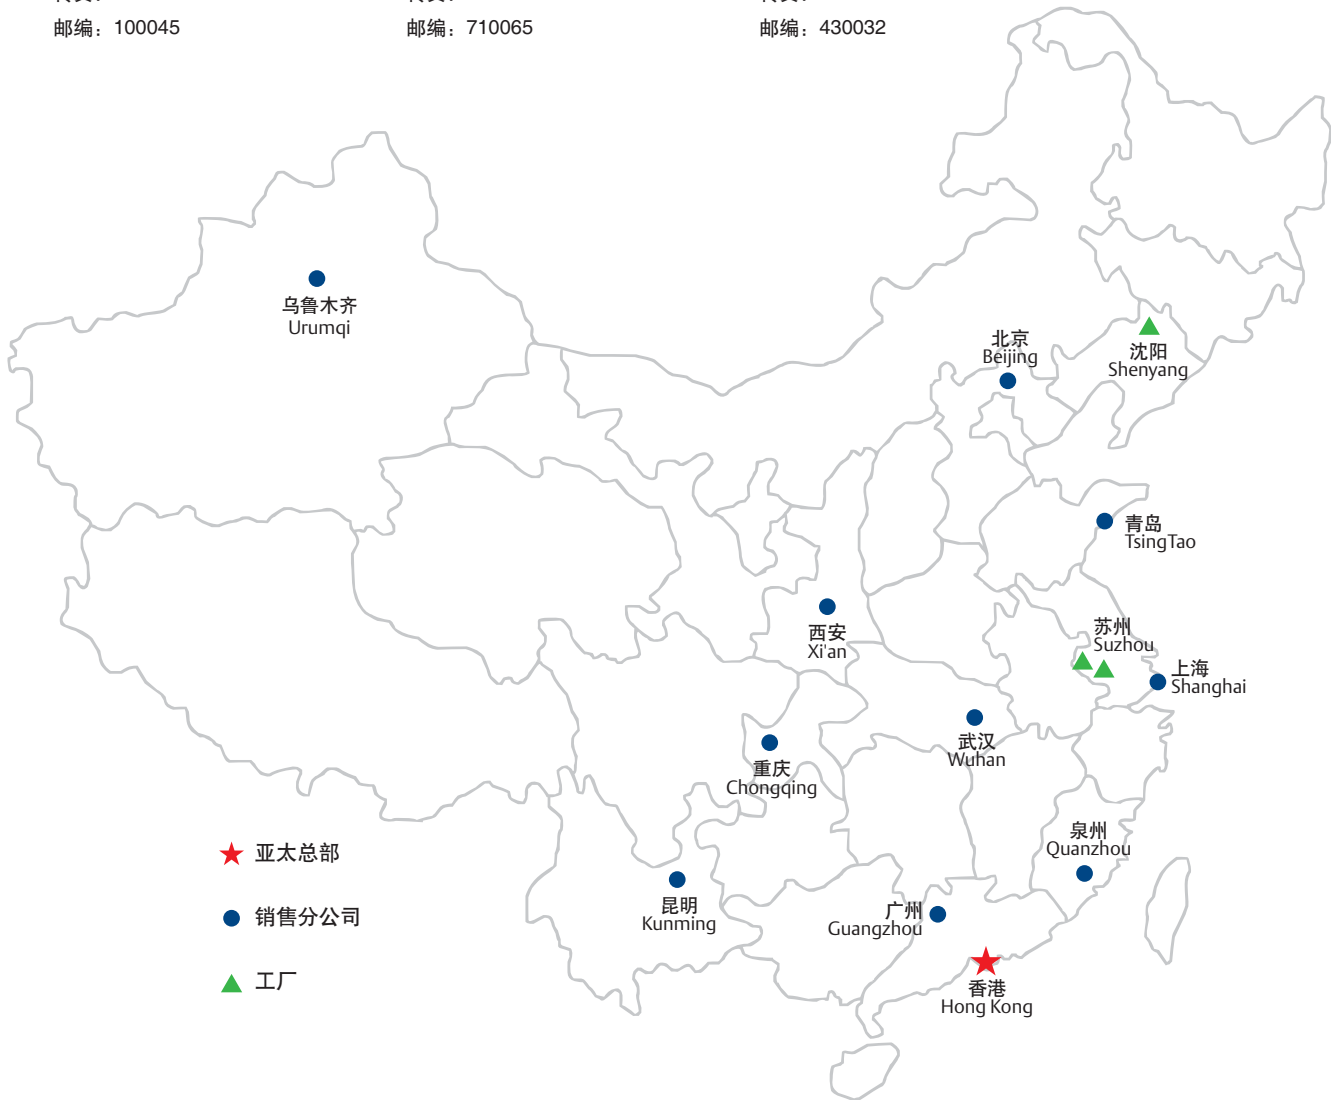 邮编：100045
邮编：710065
邮编：430032
乌鲁木齐
Urumqi
北京
Beijing
沈阳
Shenyang
青岛
TsingTao
西安
Xi'an
苏州
Suzhou
上海
Shanghai
武汉
Wuhan
重庆
Chongqing
泉州
Quanzhou
昆明
Kunming
广州
Guangzhou
香港
Hong Kong
亚太总部
销售分公司
工厂